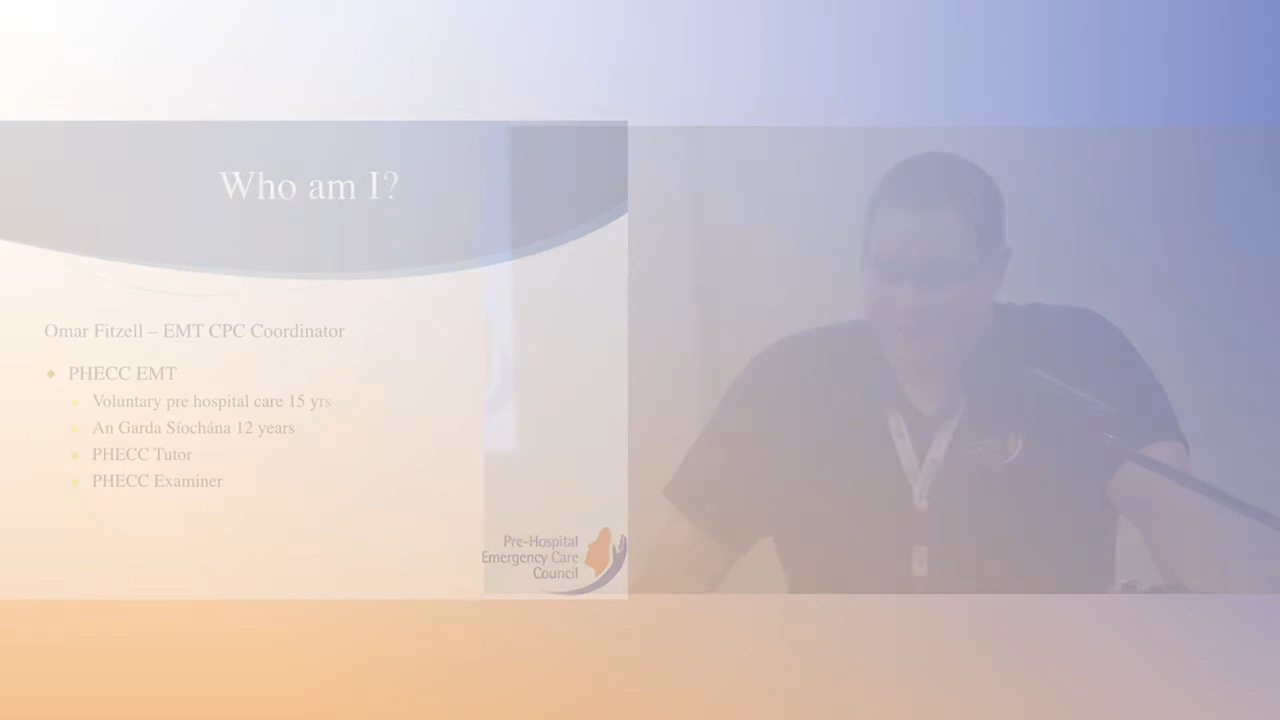 Who am I?
Omar Fitzell – EMT CPC Coordinator
PHECC EMT
Voluntary pre hospital care 15 yrs
An Garda Síochána 12 years
PHECC Tutor
PHECC Examiner
Pre-Hospital
Emergency Care
Council